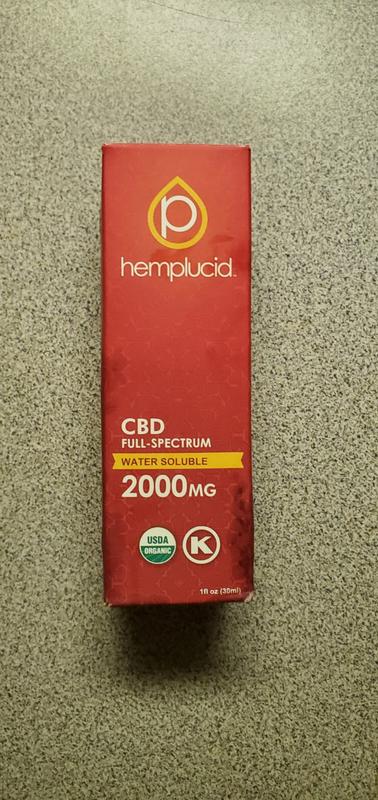 hemplucid
CBD
FULL-SPECTRUM
WATER SOLUBLE
2000MG
USDA
ORGANIC
K
1fl oz (30ml)